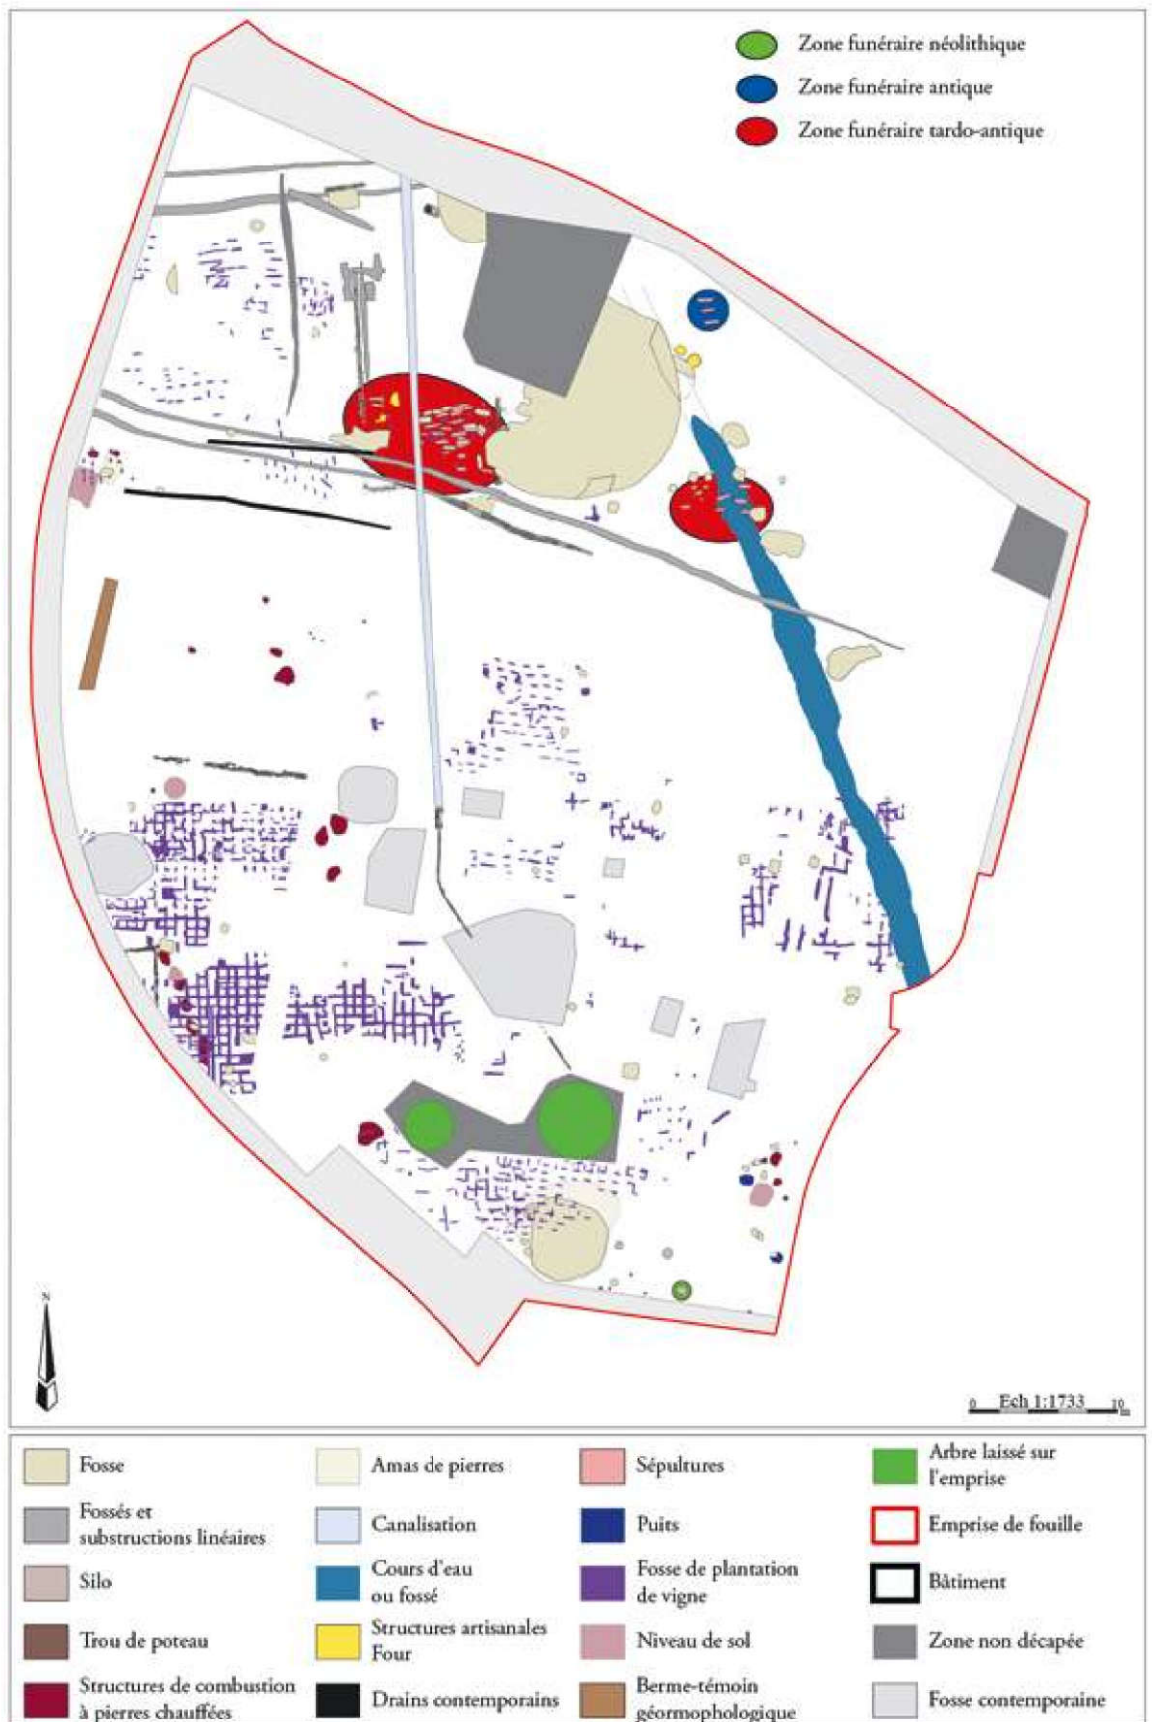 Zone funéraire néolithique
Zone funéraire antique
Zone funéraire tardo-antique
N
0 Ech 1:1733 10
m
Fosse
Fossés et
substructions linéaires
Silo
Trou de poteau
Structures de combustion
à pierres chauffées
Amas de pierres
Canalisation
Cours d'eau
ou fossé
Structures artisanales
Four
Drains contemporains
Sépultures
Puits
Fosse de plantation
de vigne
Niveau de sol
Berme-témoin
géormophologique
Arbre laissé sur
l'emprise
Emprise de fouille
Bâtiment
Zone non décapée
Fosse contemporaine